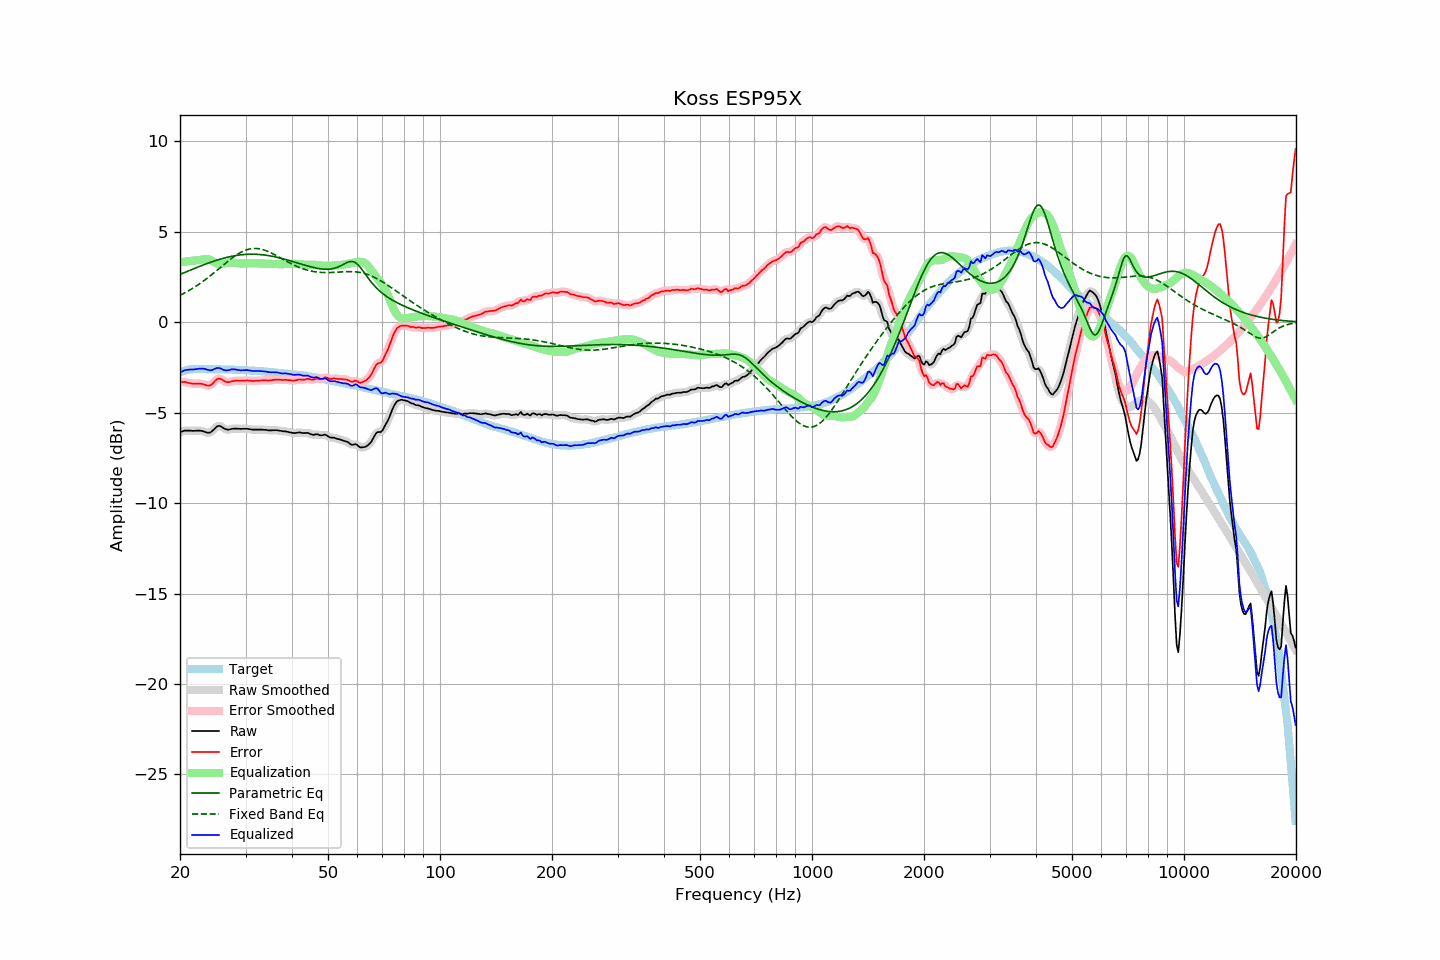 Koss ESP95X
10
5
0
−5
−10
−15
−20
−25
Amplitude (dBr)
Target
Raw Smoothed
Error Smoothed
Raw
Error
Equalization
Parametric Eq
Fixed Band Eq
Equalized
20 50 100 200 500 1000 2000 5000 10000 20000
Frequency (Hz)